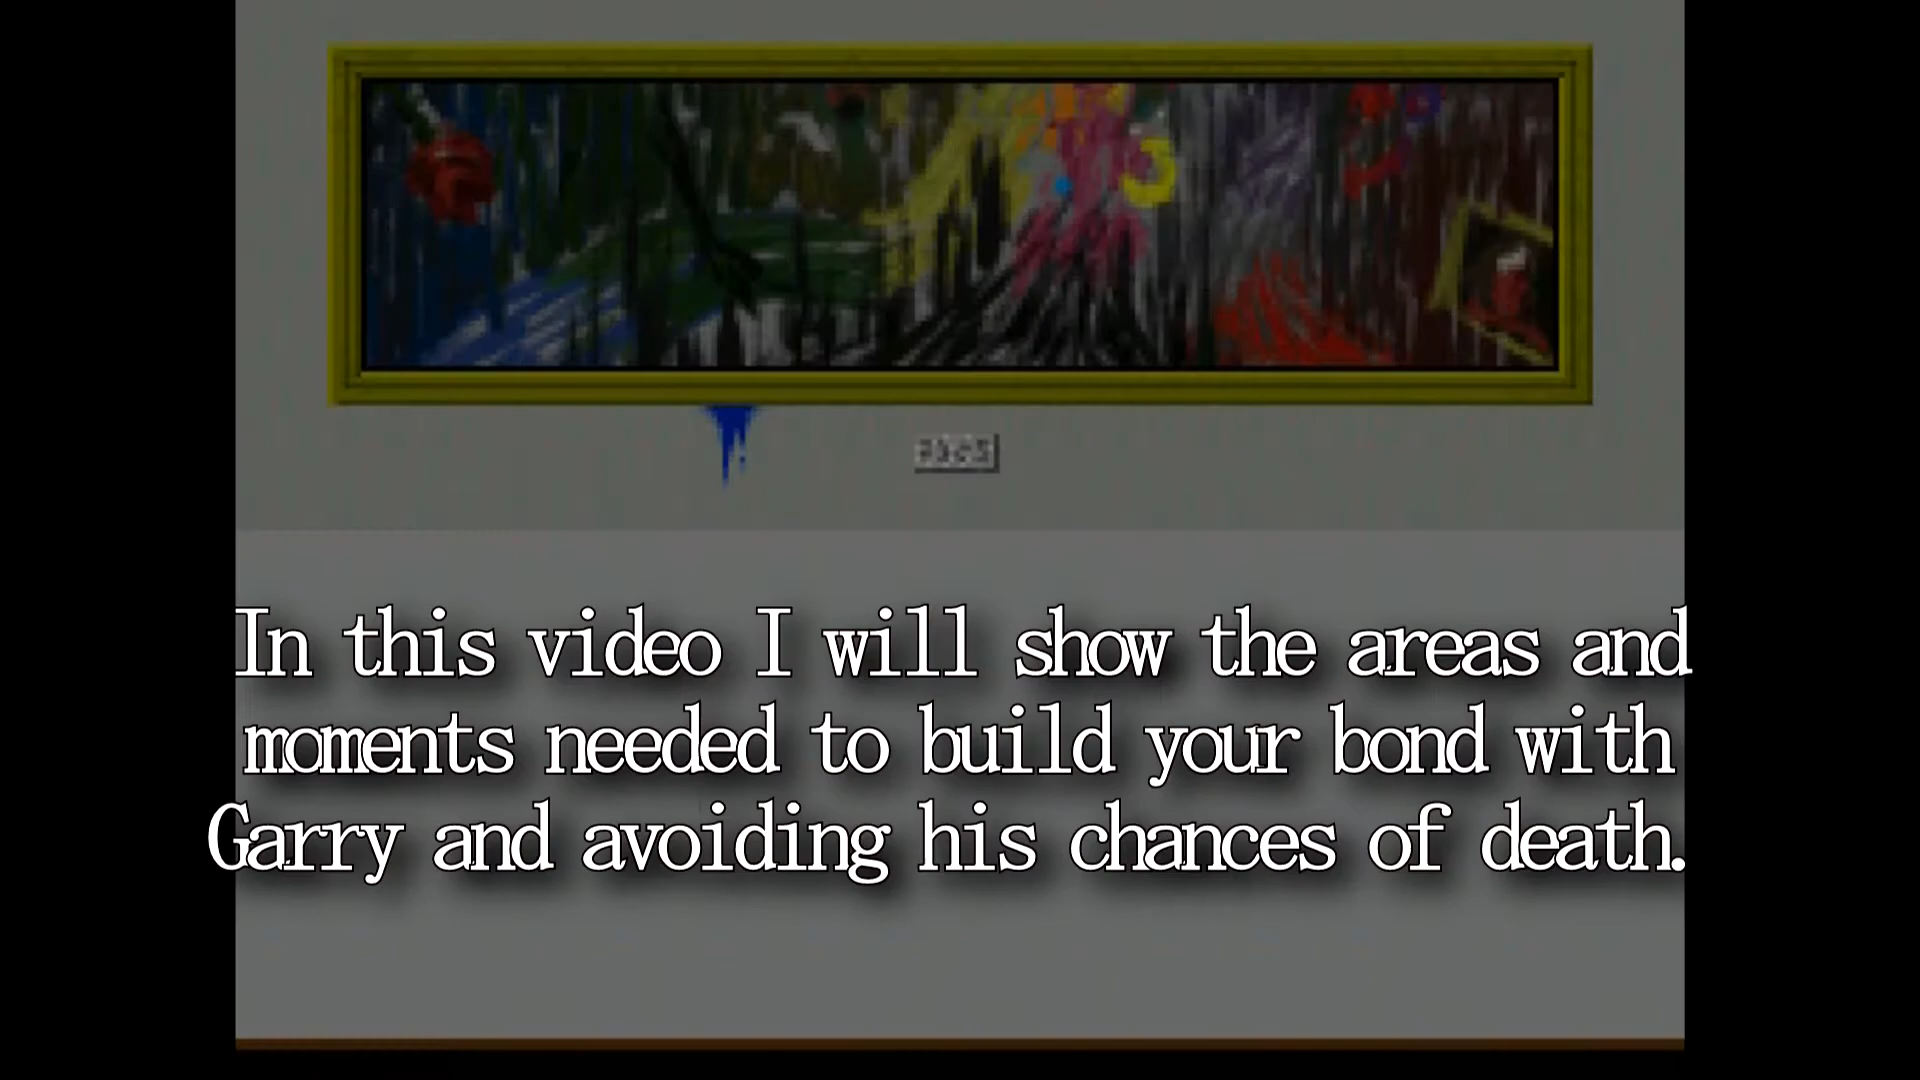 In this video I will show the areas and
moments needed to build your bond with
Garry and avoiding his chances of death.